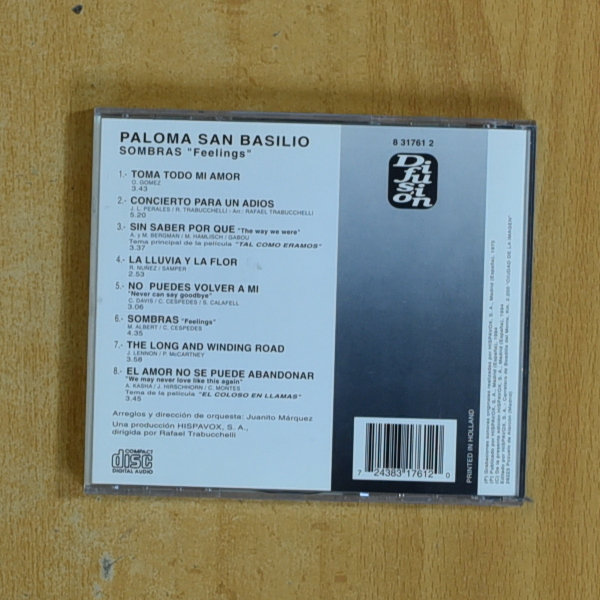 PALOMA SAN BASILIO
SOMBRAS "Feelings"
1.- TOMA TODO MI AMOR
O. GOMEZ
3.43
2.- CONCIERTO PARA UN ADIOS
J. L. PERALES / R. TRABUCCHELLI - Arr.: RAFAEL TRABUCCHELLI
5.20
3.- SIN SABER POR QUE "The way we were"
A. y M. BERGMAN / M. HAMLISCH / GABOU
Tema principal de la película "TAL COMO ERAMOS"
3.37
4.- LA LLUVIA Y LA FLOR
R. NUÑEZ / SAMPER
2.53
5.- NO PUEDES VOLVER A MI
"Never can say goodbye"
C. DAVIS / C. CESPEDES / S. CALAFELL
3.06
6.- SOMBRAS "Feelings"
M. ALBERT / C. CESPEDES
4.35
7.- THE LONG AND WINDING ROAD
J. LENNON / P. McCARTNEY
3.58
8.- EL AMOR NO SE PUEDE ABANDONAR
"We may never love like this again"
A. KASHA / J. HIRSCHHORN / C. MONTES
Tema de la película "EL COLOSO EN LLAMAS"
3.45
Arreglos y dirección de orquesta: Juanito Márquez
Una producción HISPAVOX, S. A.,
dirigida por Rafael Trabucchelli
COMPACT
disc
DIGITAL AUDIO
8 31761 2
Difusión
7 24383 17612 0
PRINTED IN HOLLAND